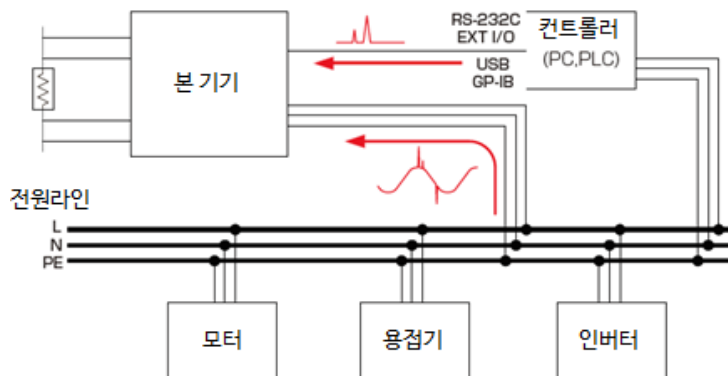 RS-232C
EXT I/O
USB
GP-IB
컨트롤러
(PC,PLC)
본 기기
전원라인
L
N
PE
모터
용접기
인버터